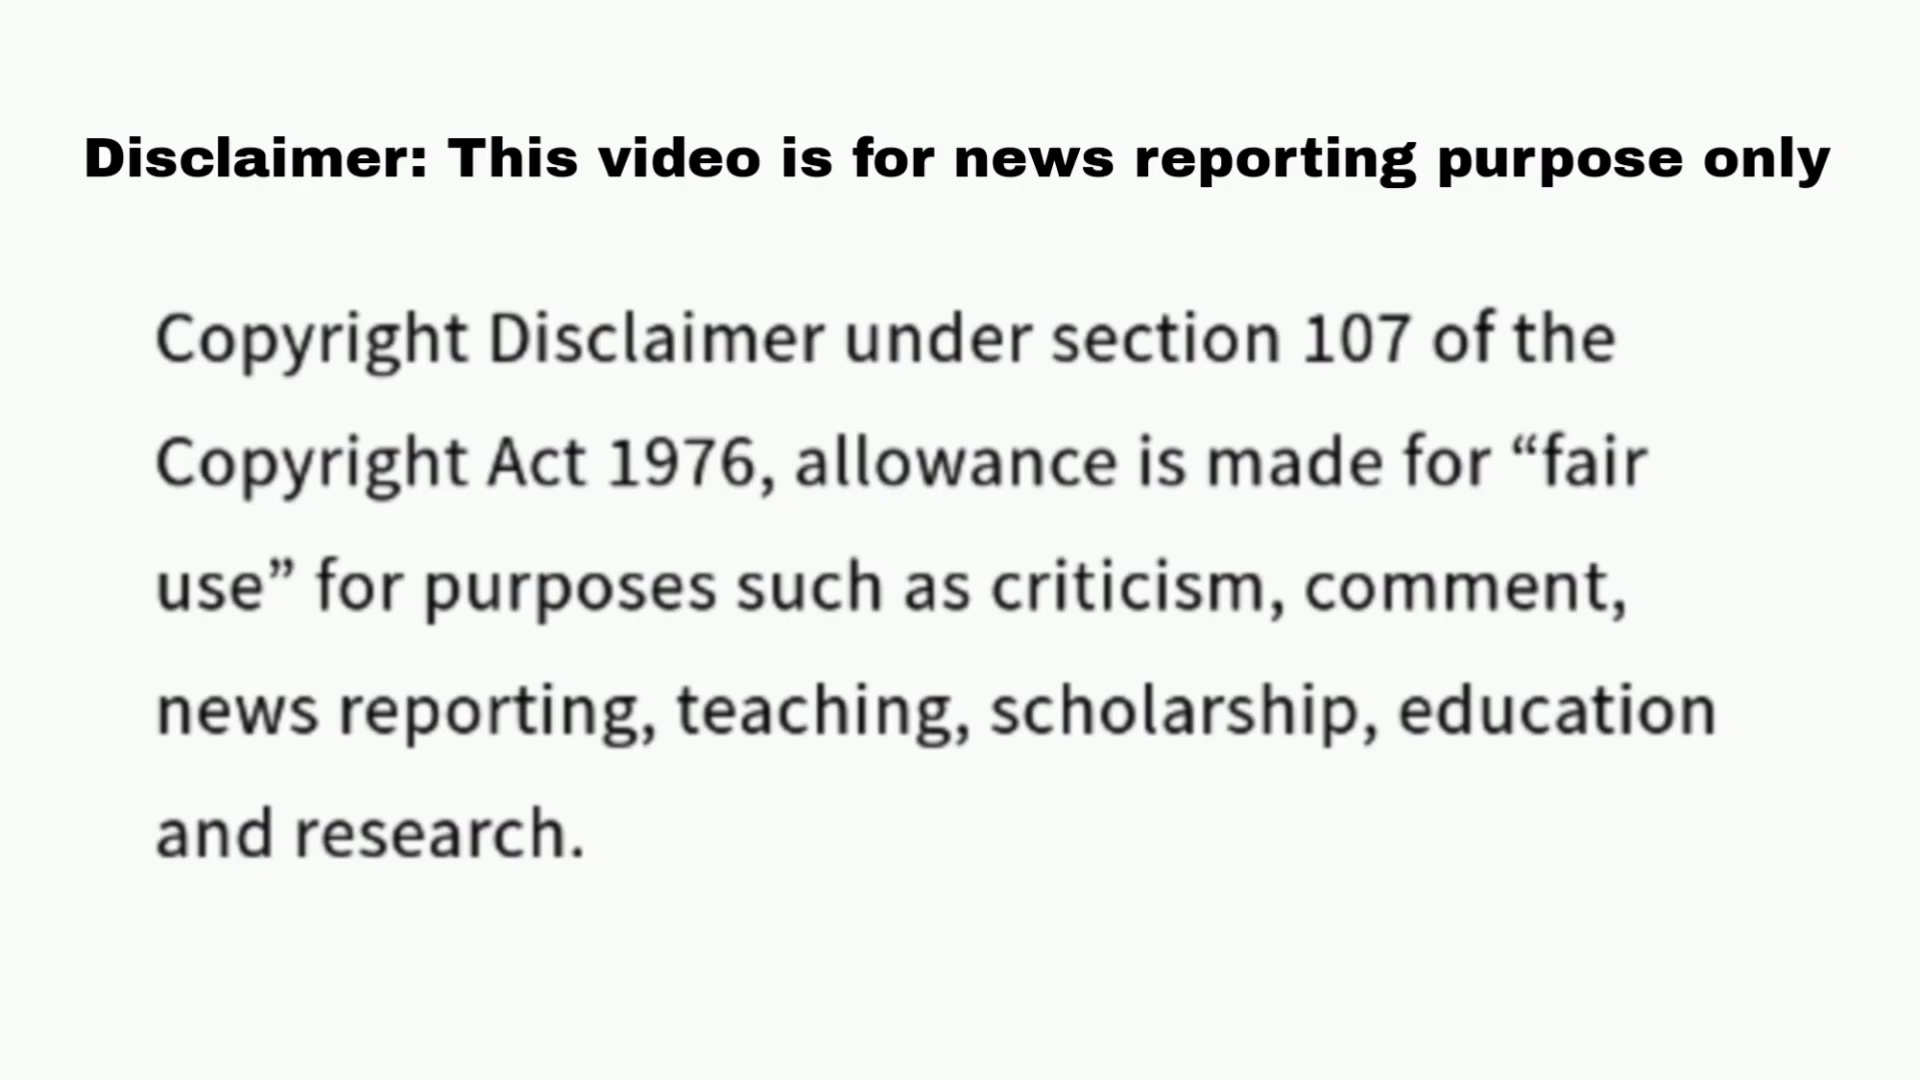 Disclaimer: This video is for news reporting purpose only
Copyright Disclaimer under section 107 of the
Copyright Act 1976, allowance is made for “fair
use” for purposes such as criticism, comment,
news reporting, teaching, scholarship, education
and research.